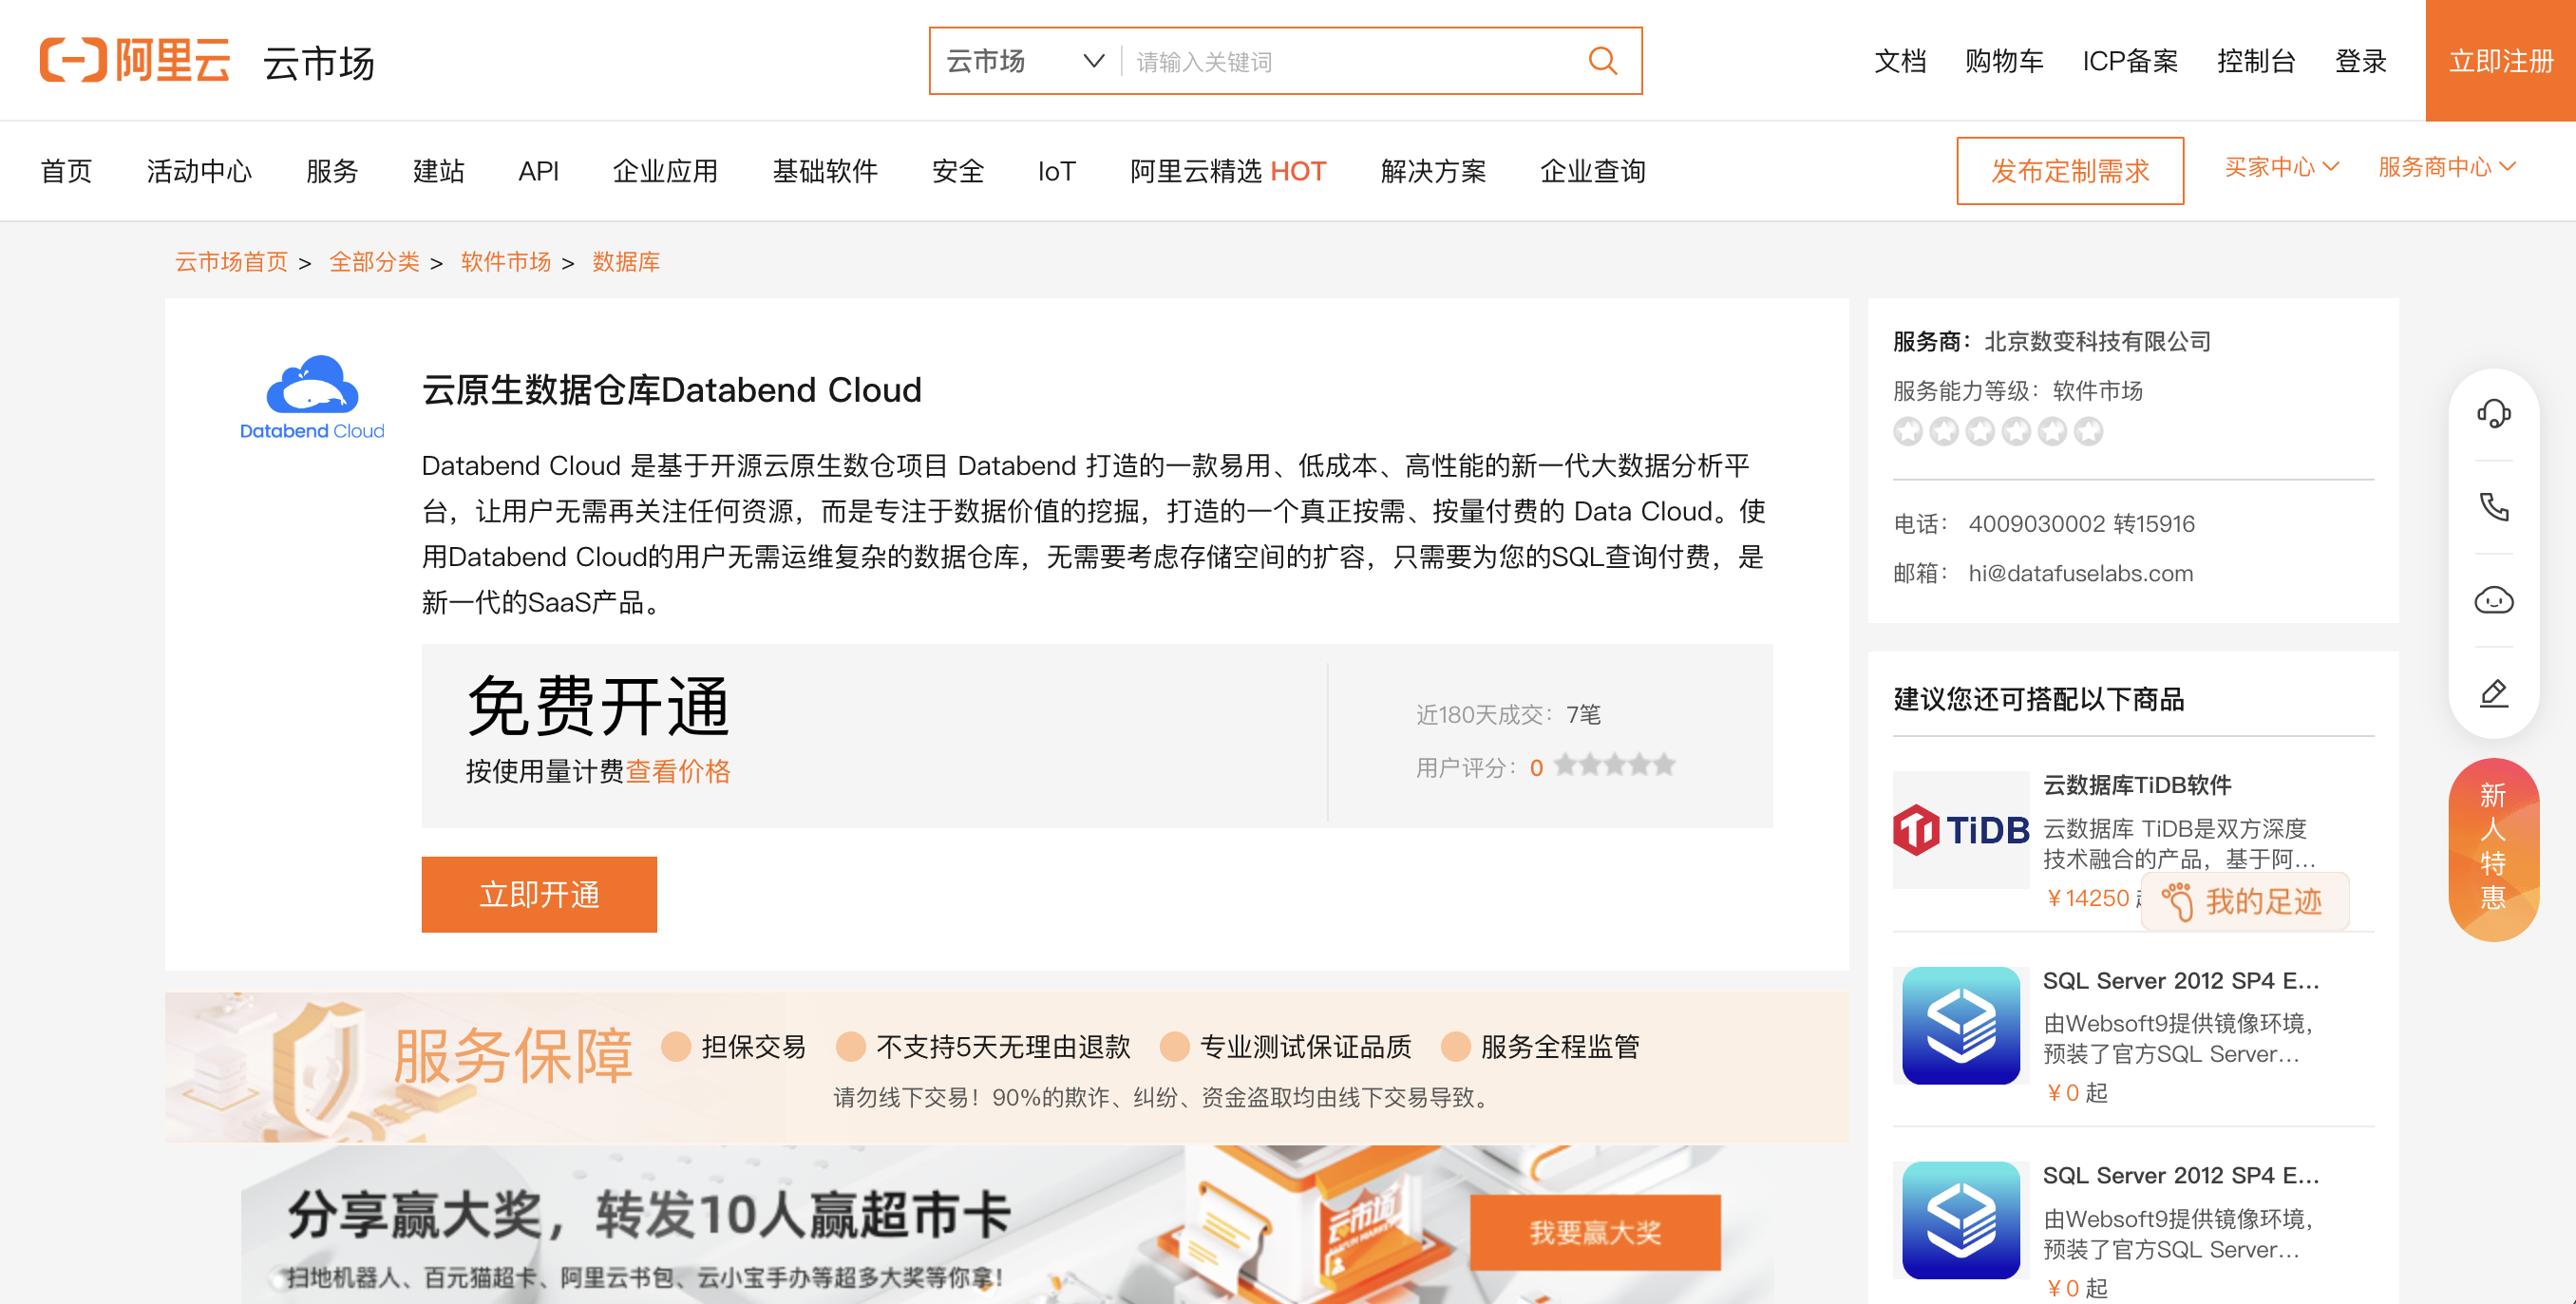 阿里云 云市场
云市场 请输入关键词
文档 购物车 ICP备案 控制台 登录 立即注册
首页 活动中心 服务 建站 API 企业应用 基础软件 安全 IoT 阿里云精选 HOT 解决方案 企业查询
发布定制需求 买家中心 服务商中心
云市场首页 > 全部分类 > 软件市场 > 数据库
Databend Cloud
云原生数据仓库Databend Cloud
Databend Cloud 是基于开源云原生数仓项目 Databend 打造的一款易用、低成本、高性能的新一代大数据分析平
台，让用户无需再关注任何资源，而是专注于数据价值的挖掘，打造的一个真正按需、按量付费的 Data Cloud。使
用Databend Cloud的用户无需运维复杂的数据仓库，无需要考虑存储空间的扩容，只需要为您的SQL查询付费，是
新一代的SaaS产品。
免费开通
按使用量计费查看价格
近180天成交：7笔
用户评分：0
立即开通
服务保障
担保交易 不支持5天无理由退款 专业测试保证品质 服务全程监管
请勿线下交易！90%的欺诈、纠纷、资金盗取均由线下交易导致。
分享赢大奖，转发10人赢超市卡
扫地机器人、百元猫超卡、阿里云书包、云小宝手办等超多大奖等你拿！
云市场
我要赢大奖
服务商：北京数变科技有限公司
服务能力等级：软件市场
电话： 4009030002 转15916
邮箱： hi@datafuselabs.com
建议您还可搭配以下商品
TiDB
云数据库TiDB软件
云数据库 TiDB是双方深度
技术融合的产品，基于阿...
¥14250
我的足迹
SQL Server 2012 SP4 E...
由Websoft9提供镜像环境，
预装了官方SQL Server...
¥0 起
SQL Server 2012 SP4 E...
由Websoft9提供镜像环境，
预装了官方SQL Server...
¥0 起
新
人
特
惠